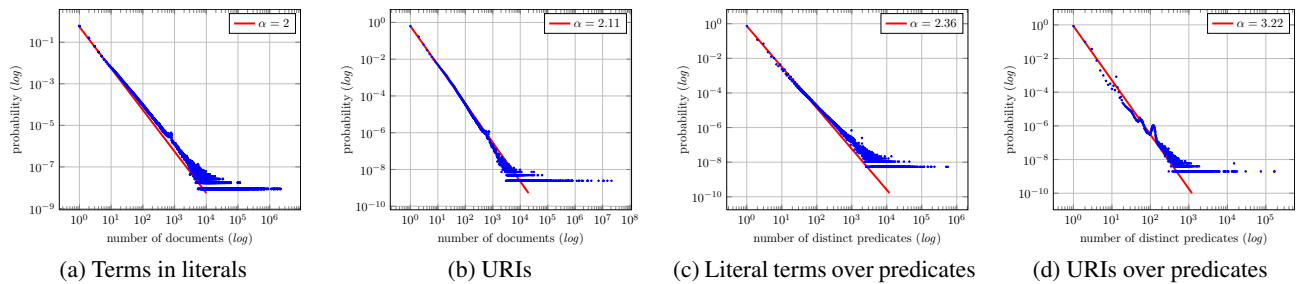 α = 2
10^−1
10^−3
10^−5
10^−7
10^−9
10^0 10^1 10^2 10^3 10^4 10^5 10^6
probability (log)
number of documents (log)
(a) Terms in literals
α = 2.11
10^0
10^−2
10^−4
10^−6
10^−8
10^−10
10^0 10^1 10^2 10^3 10^4 10^5 10^6 10^7 10^8
probability (log)
number of documents (log)
(b) URIs
α = 2.36
10^0
10^−2
10^−4
10^−6
10^−8
10^−10
10^0 10^1 10^2 10^3 10^4 10^5 10^6
probability (log)
number of distinct predicates (log)
(c) Literal terms over predicates
α = 3.22
10^0
10^−2
10^−4
10^−6
10^−8
10^−10
10^0 10^1 10^2 10^3 10^4 10^5
probability (log)
number of distinct predicates (log)
(d) URIs over predicates